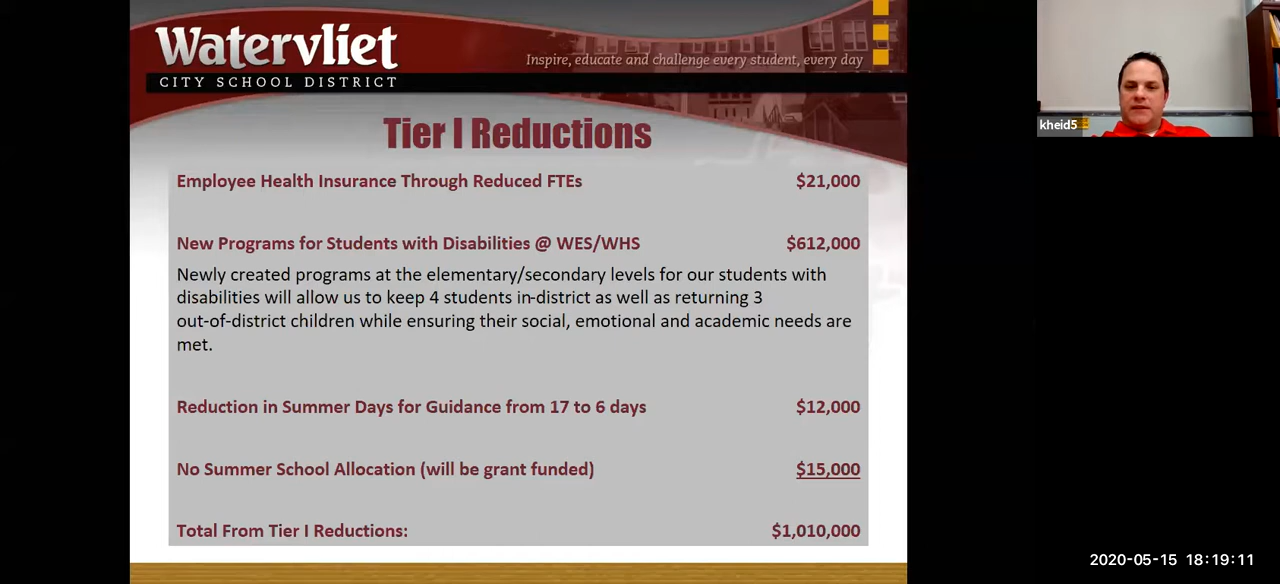 Watervliet
CITY SCHOOL DISTRICT
Inspire, educate and challenge every student, every day
Tier I Reductions
Employee Health Insurance Through Reduced FTEs $21,000
New Programs for Students with Disabilities @ WES/WHS $612,000
Newly created programs at the elementary/secondary levels for our students with
disabilities will allow us to keep 4 students in-district as well as returning 3
out-of-district children while ensuring their social, emotional and academic needs are
met.
Reduction in Summer Days for Guidance from 17 to 6 days $12,000
No Summer School Allocation (will be grant funded) $15,000
Total From Tier I Reductions: $1,010,000
kheid5
2020-05-15 18:19:11